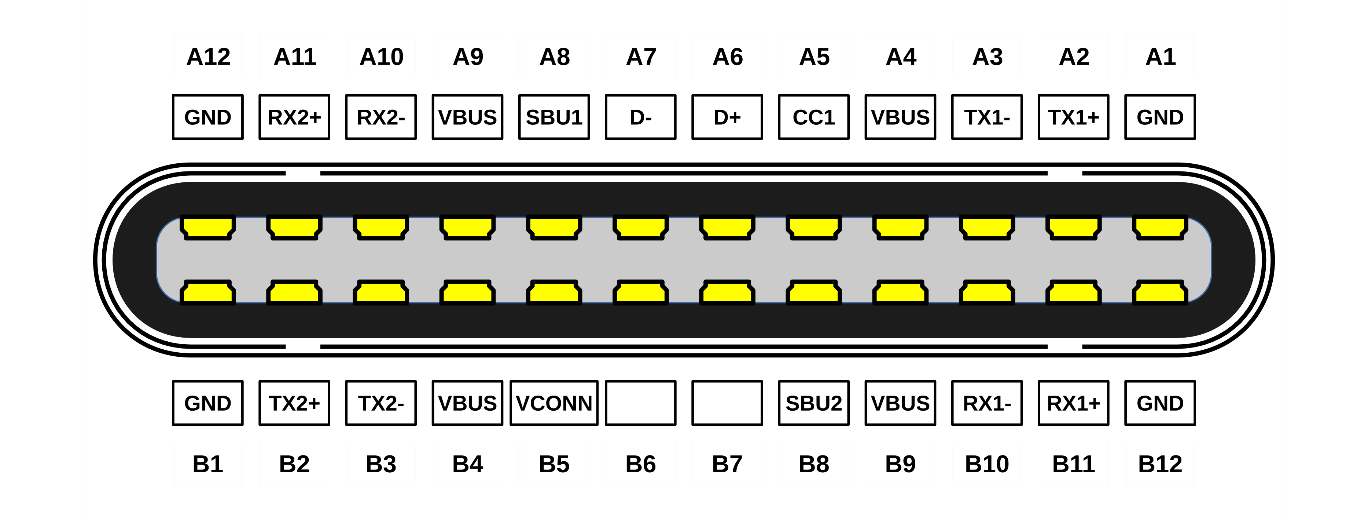 A12 A11 A10 A9 A8 A7 A6 A5 A4 A3 A2 A1
GND RX2+ RX2- VBUS SBU1 D- D+ CC1 VBUS TX1- TX1+ GND
GND TX2+ TX2- VBUS VCONN SBU2 VBUS RX1- RX1+ GND
B1 B2 B3 B4 B5 B6 B7 B8 B9 B10 B11 B12